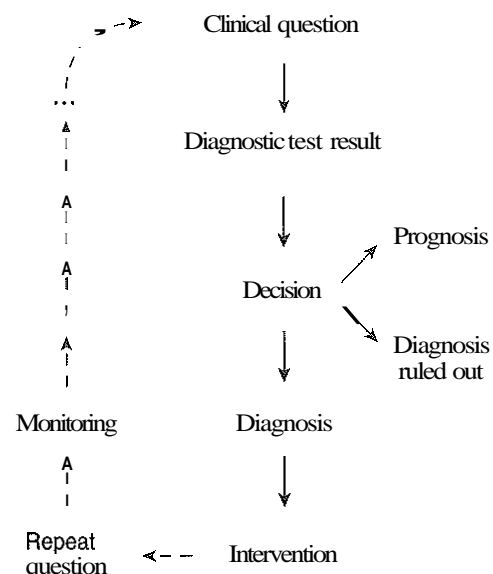 Clinical question
Diagnostic test result
Prognosis
Decision
Diagnosis
ruled out
Monitoring
Diagnosis
Repeat
question
Intervention